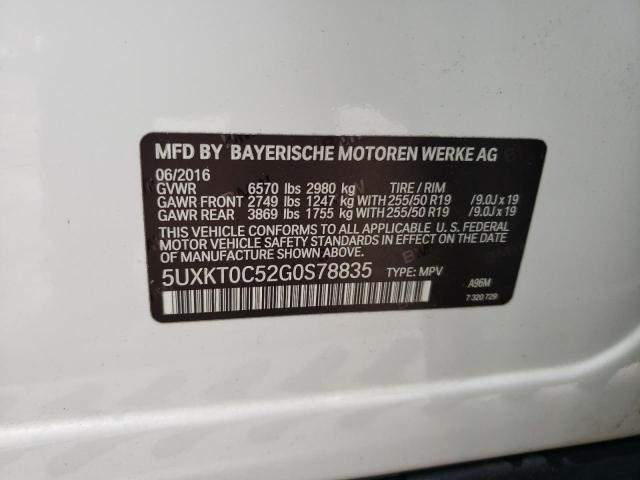 MFD BY BAYERISCHE MOTOREN WERKE AG
06/2016
GVWR 6570 lbs 2980 kg TIRE / RIM
GAWR FRONT 2749 lbs 1247 kg WITH 255/50 R19 /9.0J x 19
GAWR REAR 3869 lbs 1755 kg WITH 255/50 R19 /9.0J x 19
THIS VEHICLE CONFORMS TO ALL APPLICABLE U. S. FEDERAL
MOTOR VEHICLE SAFETY STANDARDS IN EFFECT ON THE DATE
OF MANUFACTURE SHOWN ABOVE.
5UXKT0C52G0S78835 TYPE: MPV
A96M
7 320 729